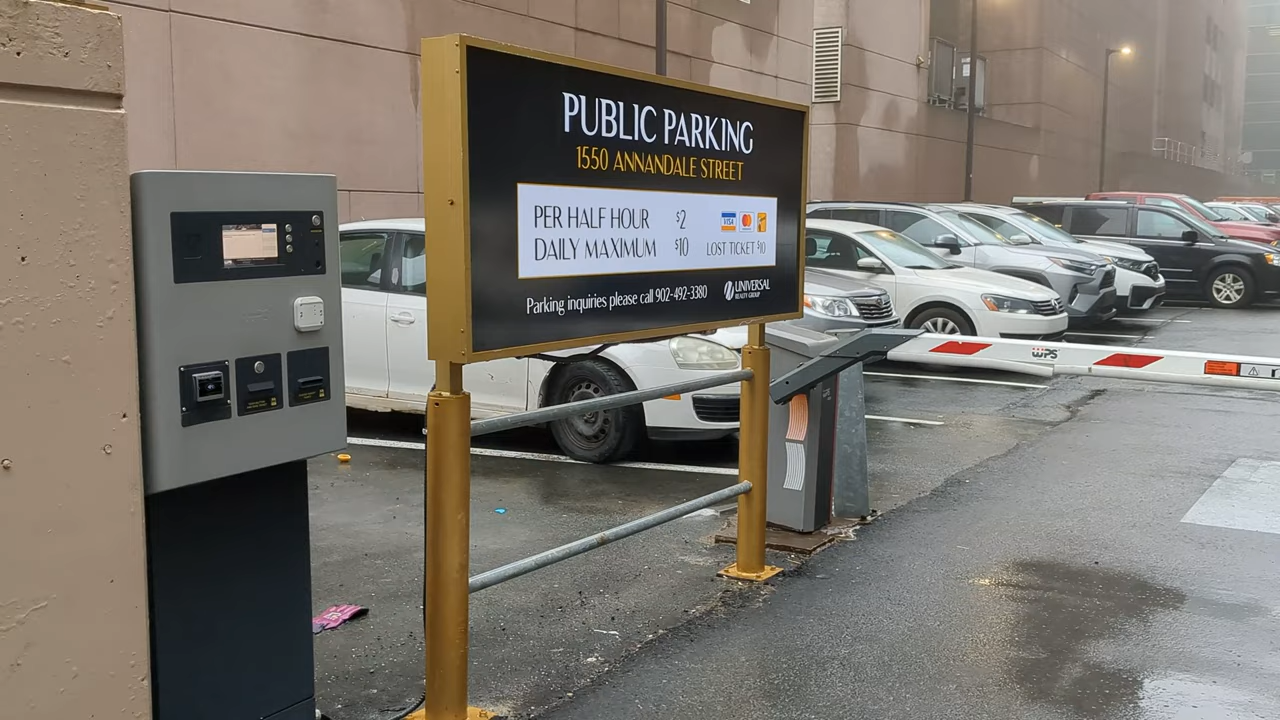 PUBLIC PARKING
1550 ANNANDALE STREET
PER HALF HOUR $2
DAILY MAXIMUM $10
VISA
LOST TICKET $10
Parking inquiries please call 902-492-3380
UNIVERSAL
REALTY GROUP
WPS